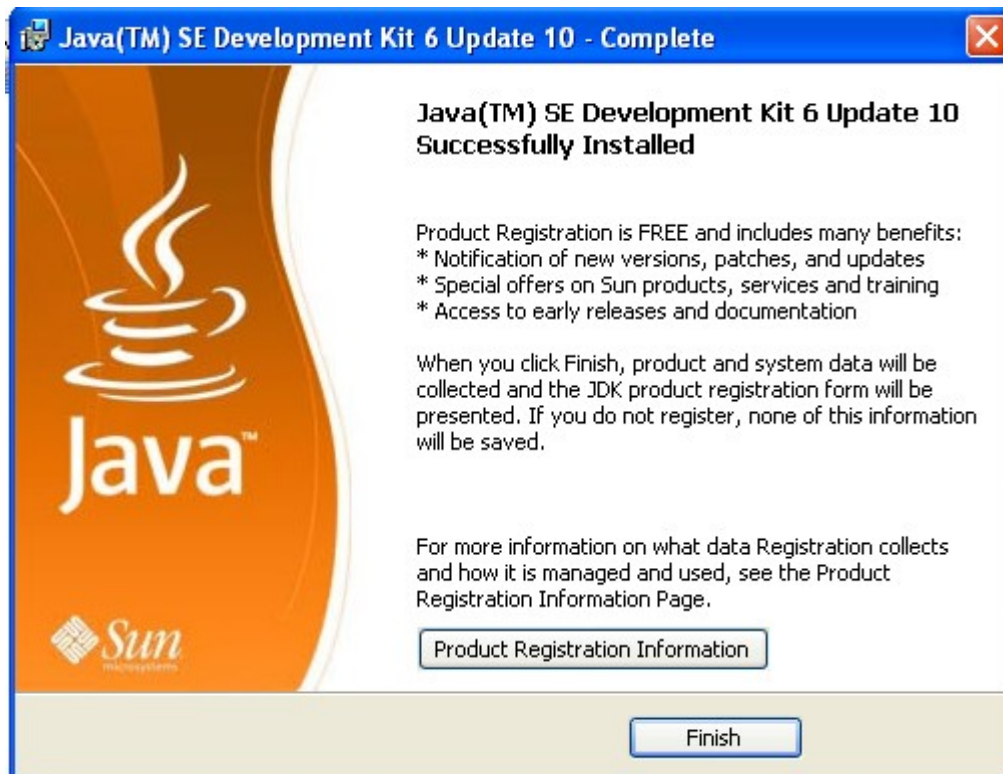 Java(TM) SE Development Kit 6 Update 10 - Complete
Java(TM) SE Development Kit 6 Update 10
Successfully Installed
Product Registration is FREE and includes many benefits:
* Notification of new versions, patches, and updates
* Special offers on Sun products, services and training
* Access to early releases and documentation
When you click Finish, product and system data will be
collected and the JDK product registration form will be
presented. If you do not register, none of this information
will be saved.
Java™
For more information on what data Registration collects
and how it is managed and used, see the Product
Registration Information Page.
Sun
microsystems
Product Registration Information
Finish